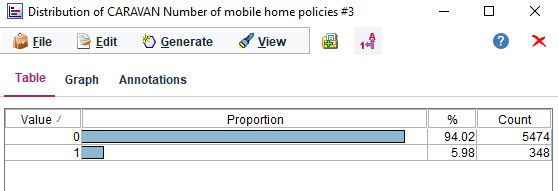 Distribution of CARAVAN Number of mobile home policies #3
File Edit Generate View
Table Graph Annotations
Value Proportion % Count
0 94.02 5474
1 5.98 348